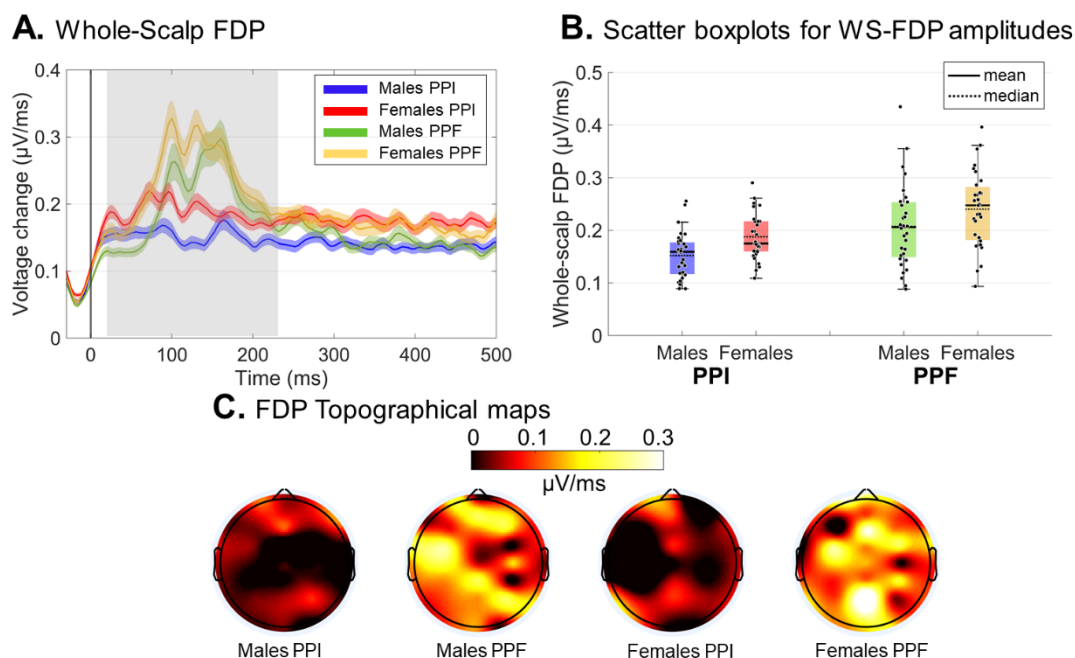 A. Whole-Scalp FDP
Voltage change (µV/ms)
0.4
0.3
0.2
0.1
0
Males PPI
Females PPI
Males PPF
Females PPF
0 100 200 300 400 500
Time (ms)
B. Scatter boxplots for WS-FDP amplitudes
Whole-scalp FDP (µV/ms)
0.5
0.4
0.3
0.2
0.1
0
mean
median
Males Females Males Females
PPI PPF
C. FDP Topographical maps
0 0.1 0.2 0.3
µV/ms
Males PPI Males PPF Females PPI Females PPF